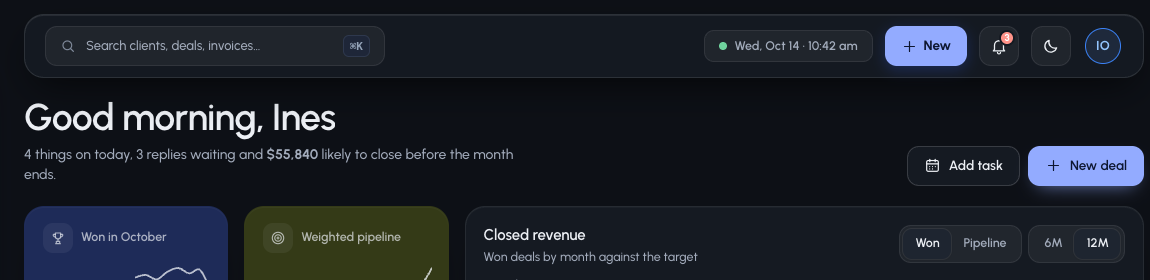 Search clients, deals, invoices...
⌘K
Wed, Oct 14 · 10:42 am
New
3
IO
Good morning, Ines
4 things on today, 3 replies waiting and $55,840 likely to close before the month
ends.
Add task
New deal
Won in October
Weighted pipeline
Closed revenue
Won deals by month against the target
Won
Pipeline
6M
12M